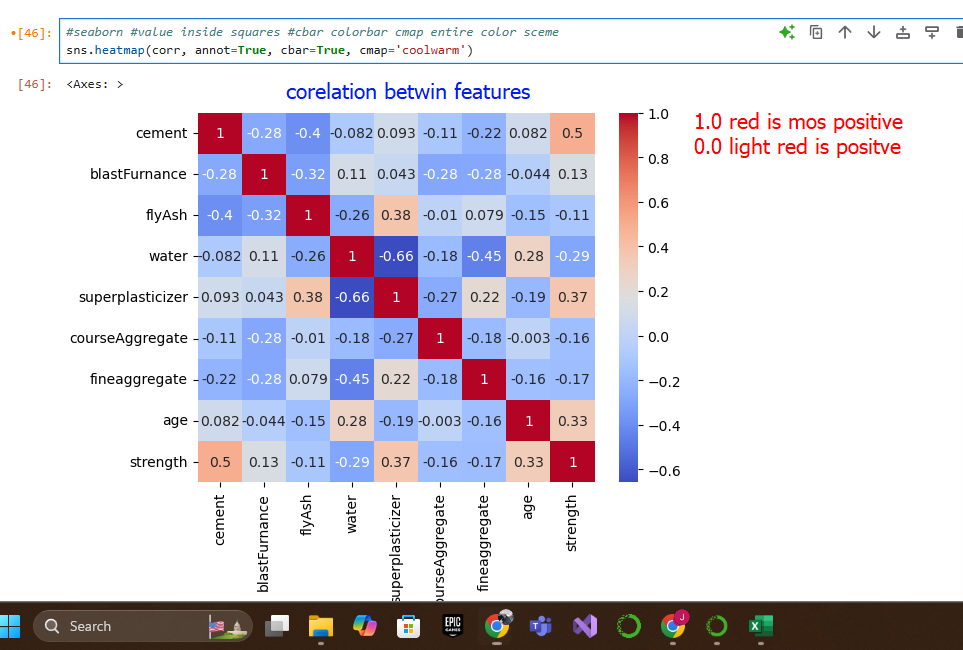 [46]:
#seaborn #value inside squares #cbar colorbar cmap entire color sceme
sns.heatmap(corr, annot=True, cbar=True, cmap='coolwarm')
[46]: <Axes: >
corelation betwin features
1.0 red is mos positive
0.0 light red is positve
cement 1 -0.28 -0.4 -0.082 0.093 -0.11 -0.22 0.082 0.5
blastFurnance -0.28 1 -0.32 0.11 0.043 -0.28 -0.28 -0.044 0.13
flyAsh -0.4 -0.32 1 -0.26 0.38 -0.01 0.079 -0.15 -0.11
water -0.082 0.11 -0.26 1 -0.66 -0.18 -0.45 0.28 -0.29
superplasticizer 0.093 0.043 0.38 -0.66 1 -0.27 0.22 -0.19 0.37
courseAggregate -0.11 -0.28 -0.01 -0.18 -0.27 1 -0.18 -0.003 -0.16
fineaggregate -0.22 -0.28 0.079 -0.45 0.22 -0.18 1 -0.16 -0.17
age 0.082 -0.044 -0.15 0.28 -0.19 -0.003 -0.16 1 0.33
strength 0.5 0.13 -0.11 -0.29 0.37 -0.16 -0.17 0.33 1
1.0
0.8
0.6
0.4
0.2
0.0
−0.2
−0.4
−0.6
cement
blastFurnance
flyAsh
water
superplasticizer
ourseAggregate
fineaggregate
age
strength
Search
EPIC
GAMES
J